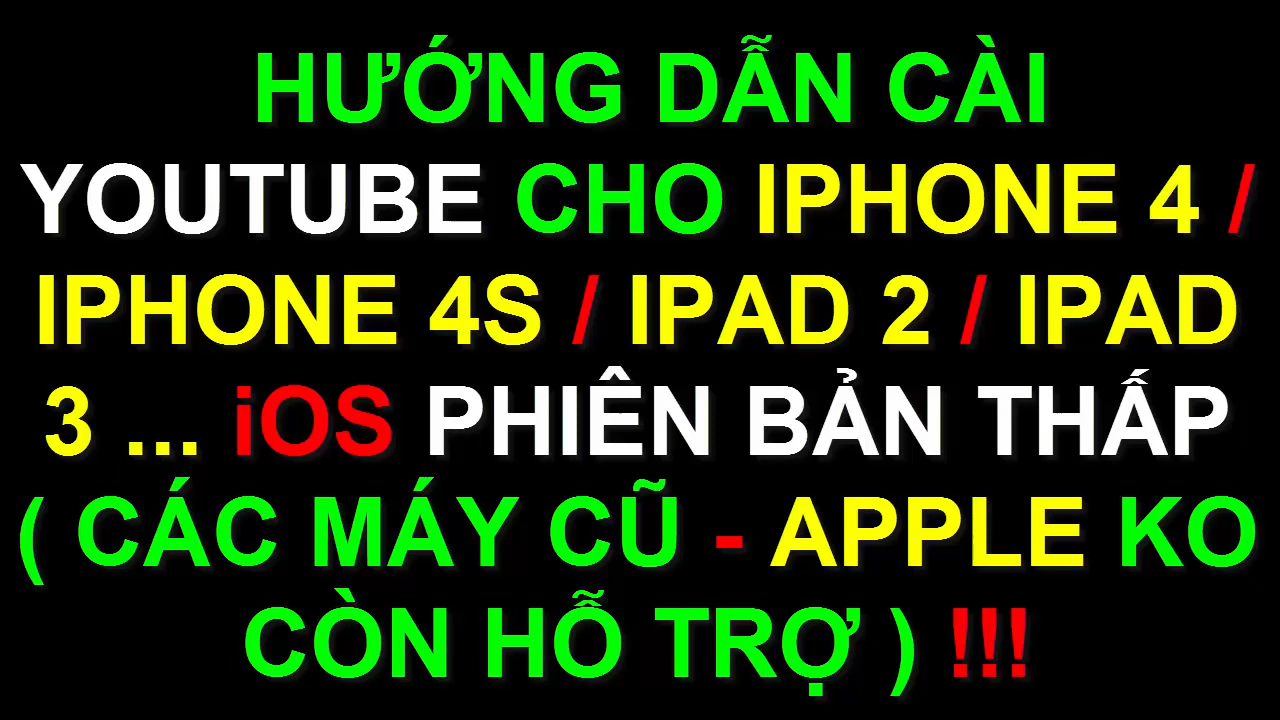 HƯỚNG DẪN CÀI
YOUTUBE CHO IPHONE 4 /
IPHONE 4S / IPAD 2 / IPAD
3 ... iOS PHIÊN BẢN THẤP
( CÁC MÁY CŨ - APPLE KO
CÒN HỖ TRỢ ) !!!